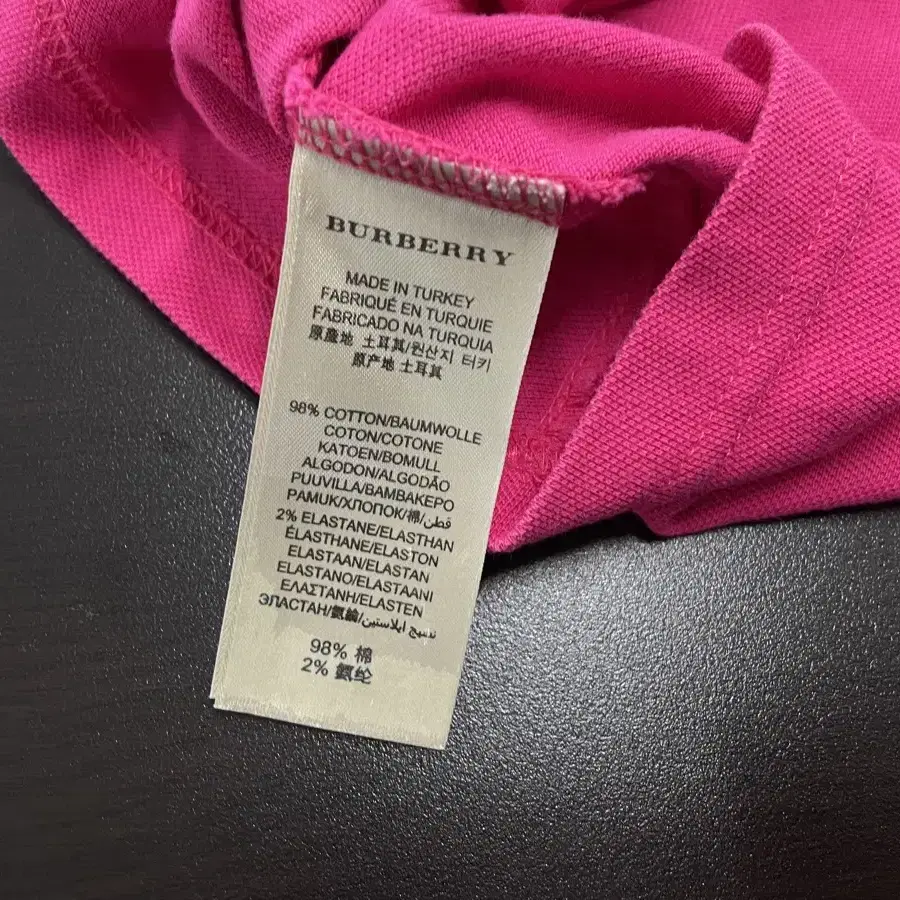 BURBERRY
MADE IN TURKEY
FABRIQUÉ EN TURQUIE
FABRICADO NA TURQUIA
原產地 土耳其/원산지 터키
原产地 土耳其
98% COTTON/BAUMWOLLE
COTON/COTONE
KATOEN/BOMULL
ALGODON/ALGODÃO
PUUVILLA/ΒΑΜΒΑΚΕΡΟ
PAMUK/ХЛОПОК/棉/قطن
2% ELASTANE/ELASTHAN
ÉLASTHANE/ELASTON
ELASTAAN/ELASTAN
ELASTANO/ELASTAANI
ΕΛΑΣΤΑΝΗ/ELASTEN
ЭЛАСТАН/氨綸/نسيج ايلاستين
98% 棉
2% 氨纶